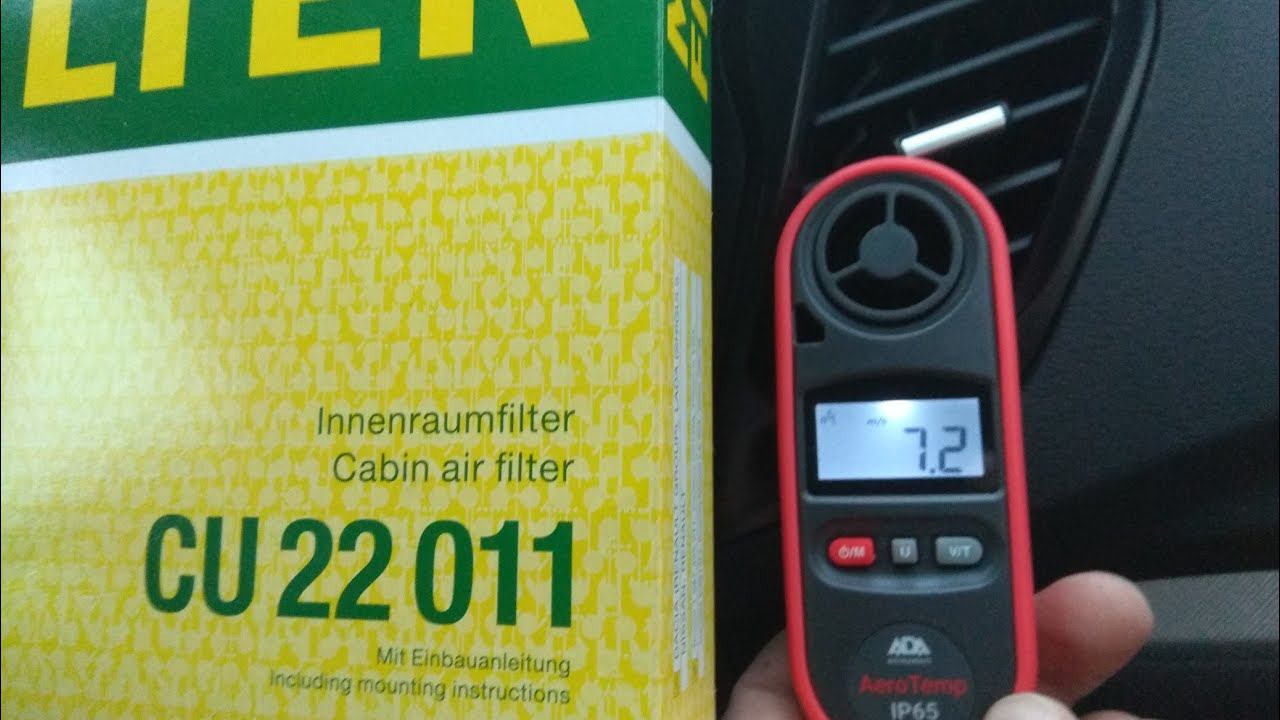 LTER
Innenraumfilter
Cabin air filter
CU 22 011
Mit Einbauanleitung
Including mounting instructions
m/s
7.2
⏻/M
U
V/T
ADA
AeroTemp
IP65